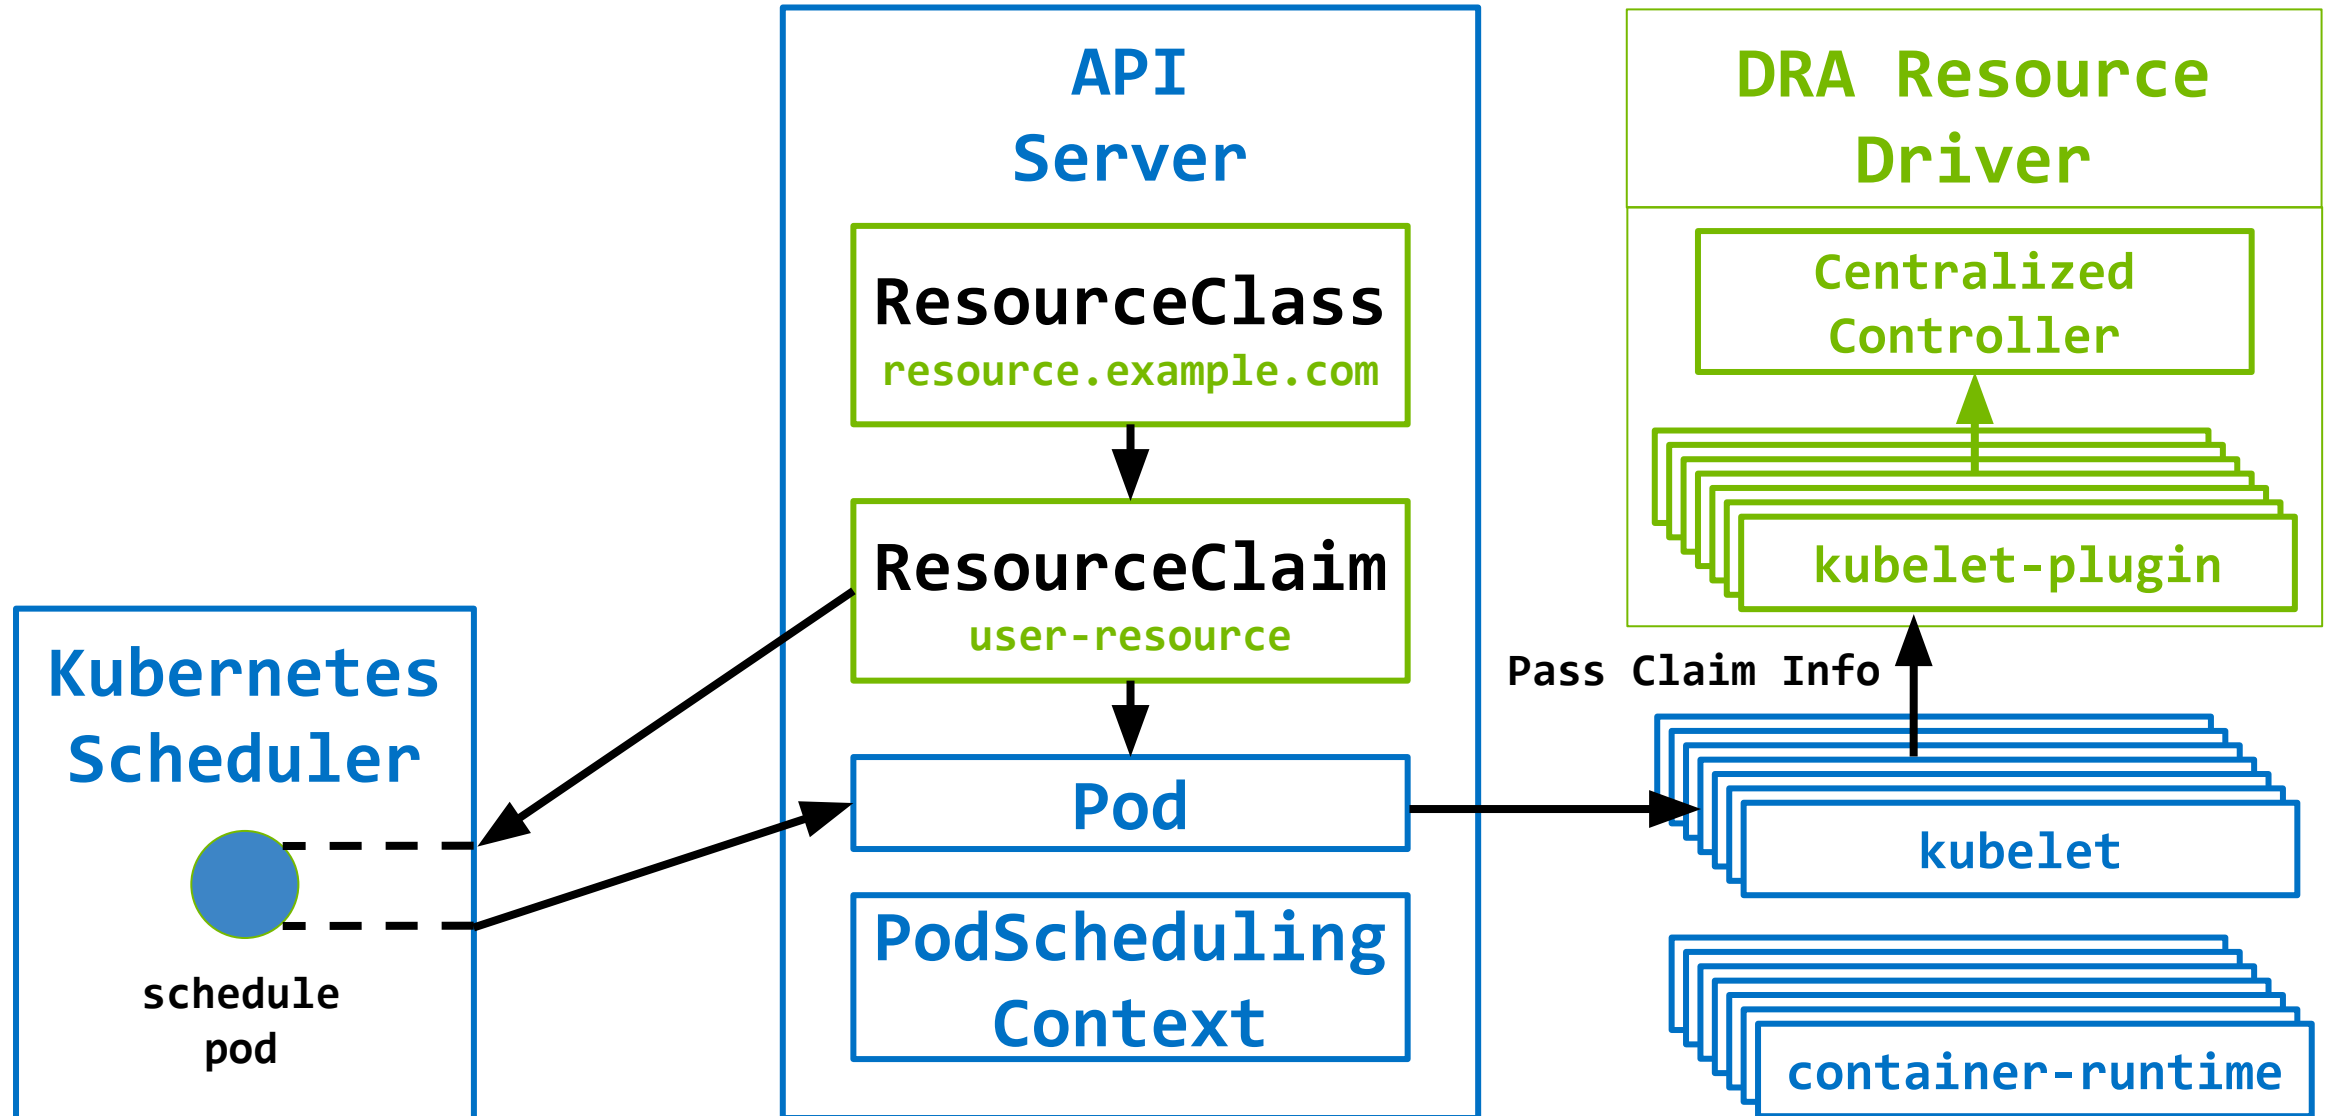 API
Server
ResourceClass
resource.example.com
ResourceClaim
user-resource
Pod
PodScheduling
Context
Kubernetes
Scheduler
schedule
pod
DRA Resource
Driver
Centralized
Controller
kubelet-plugin
Pass Claim Info
kubelet
container-runtime